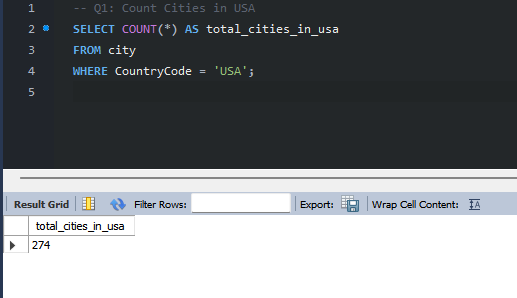 1 -- Q1: Count Cities in USA
2 SELECT COUNT(*) AS total_cities_in_usa
3 FROM city
4 WHERE CountryCode = 'USA';
5
Result Grid Filter Rows: Export: Wrap Cell Content: IA
total_cities_in_usa
274